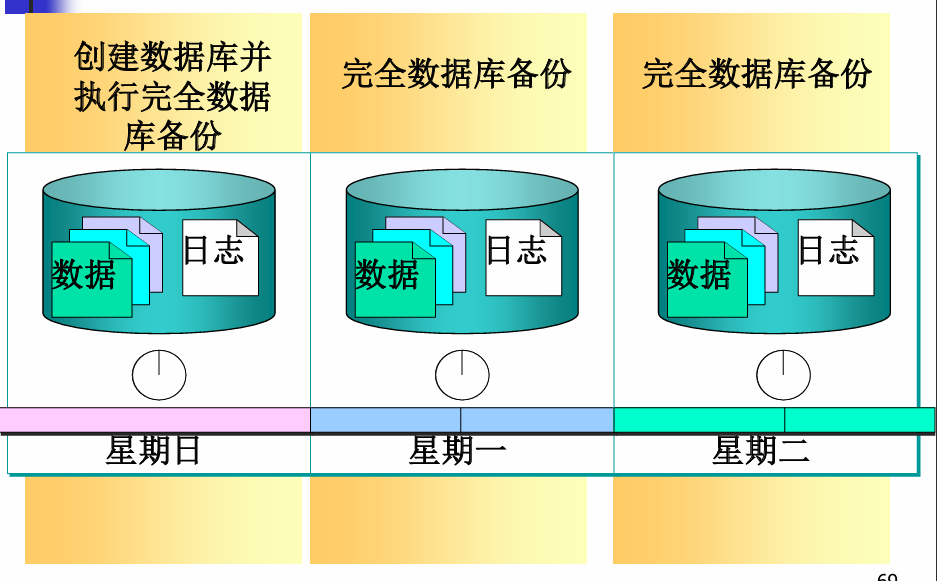 创建数据库并
执行完全数据
库备份
完全数据库备份
完全数据库备份
数据
日志
数据
日志
数据
日志
星期日
星期一
星期二
69